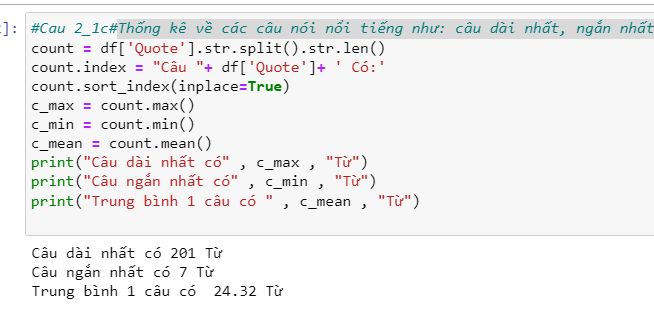 ]: #Cau 2_1c#Thống kê về các câu nói nổi tiếng như: câu dài nhất, ngắn nhất
count = df['Quote'].str.split().str.len()
count.index = "Câu "+ df['Quote']+ ' Có:'
count.sort_index(inplace=True)
c_max = count.max()
c_min = count.min()
c_mean = count.mean()
print("Câu dài nhất có" , c_max , "Từ")
print("Câu ngắn nhất có" , c_min , "Từ")
print("Trung bình 1 câu có " , c_mean , "Từ")
Câu dài nhất có 201 Từ
Câu ngắn nhất có 7 Từ
Trung bình 1 câu có  24.32 Từ